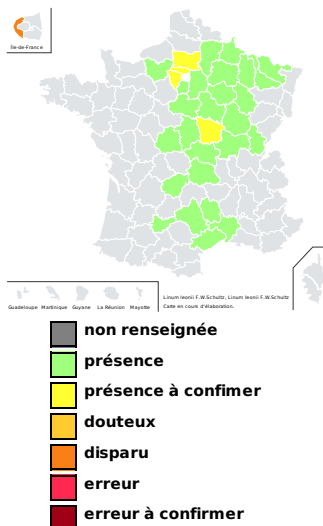 Île-de-France
Linum leonii F.W.Schultz, Linum leonii F.W.Schultz
Carte en cours d'élaboration.
Guadeloupe Martinique Guyane La Réunion Mayotte
non renseignée
présence
présence à confimer
douteux
disparu
erreur
erreur à confirmer